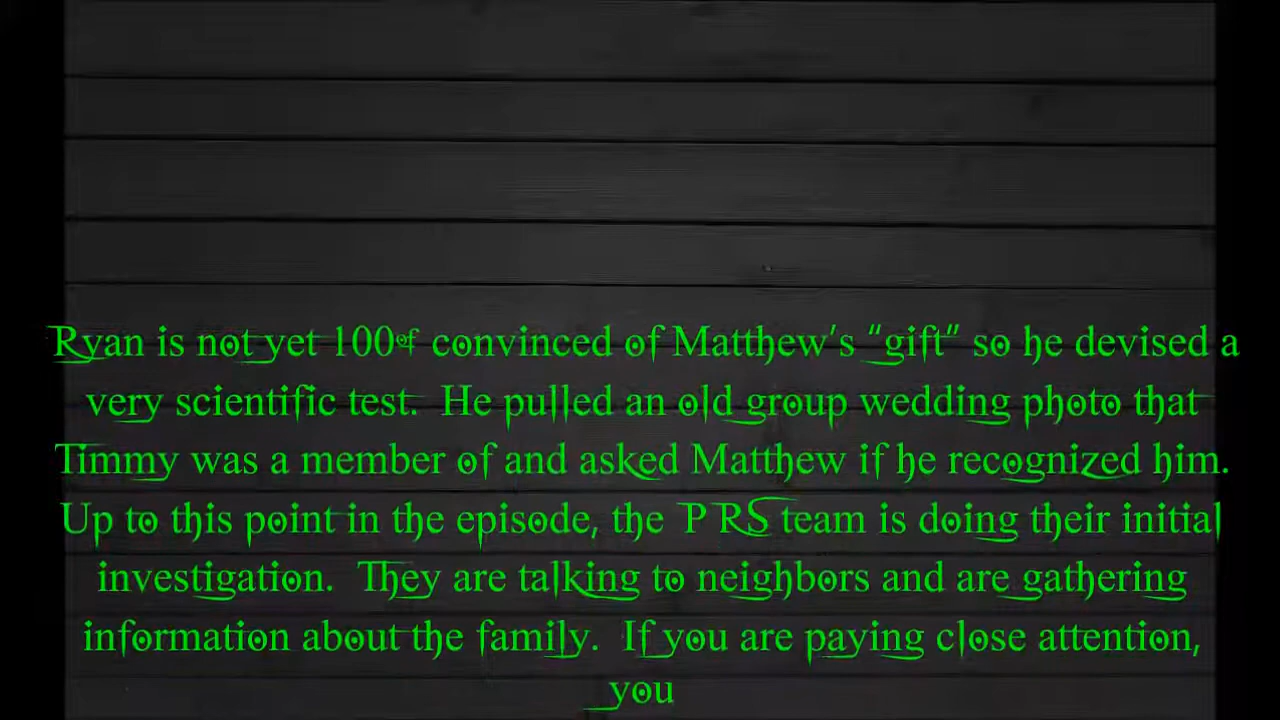 Ryan is not yet 100% convinced of Matthew's “gift” so he devised a
very scientific test.  He pulled an old group wedding photo that
Timmy was a member of and asked Matthew if he recognized him.
Up to this point in the episode, the PRS team is doing their initial
investigation.  They are talking to neighbors and are gathering
information about the family.  If you are paying close attention,
you